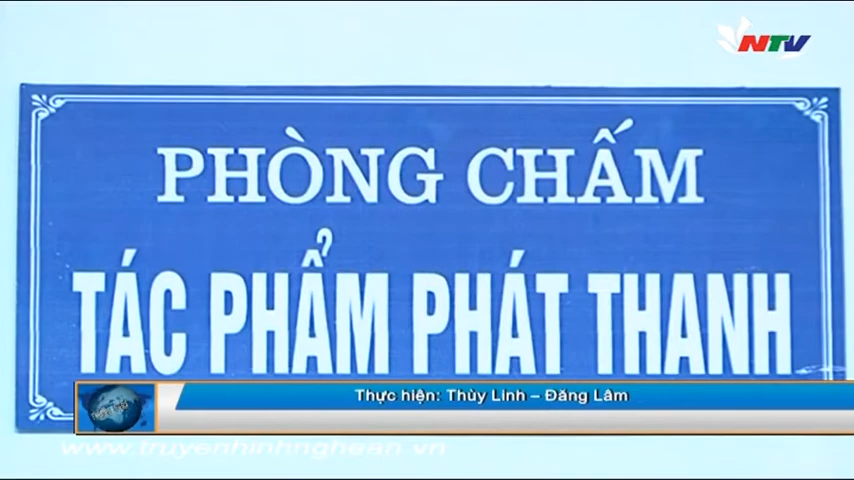 NTV
PHÒNG CHẤM
TÁC PHẨM PHÁT THANH
Thực hiện: Thùy Linh – Đăng Lâm
www.truyenhinhnghean.vn